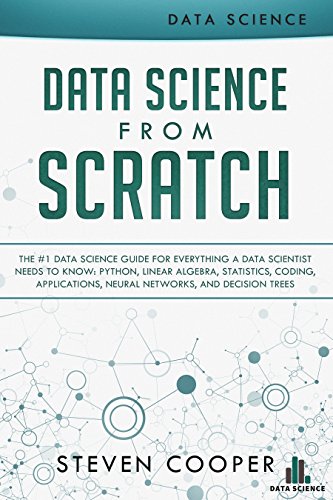 DATA SCIENCE
DATA SCIENCE
FROM
SCRATCH
THE #1 DATA SCIENCE GUIDE FOR EVERYTHING A DATA SCIENTIST
NEEDS TO KNOW: PYTHON, LINEAR ALGEBRA, STATISTICS, CODING,
APPLICATIONS, NEURAL NETWORKS, AND DECISION TREES
STEVEN COOPER
DATA SCIENCE